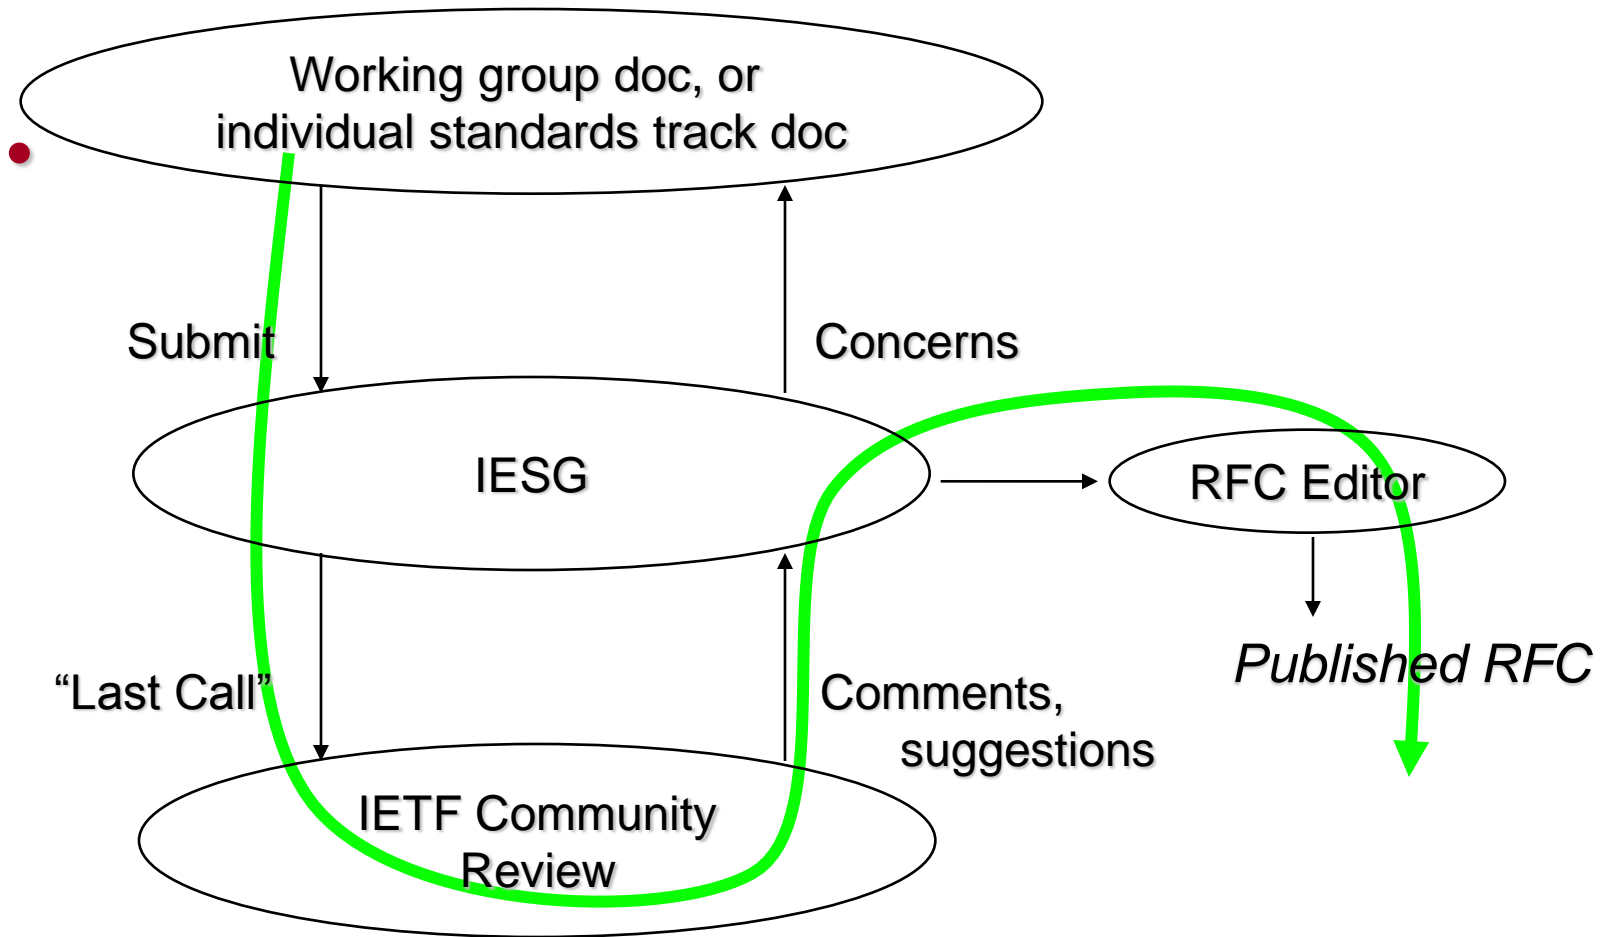 Working group doc, or
individual standards track doc
Submit
Concerns
IESG
RFC Editor
“Last Call”
Comments,
suggestions
Published RFC
IETF Community
Review